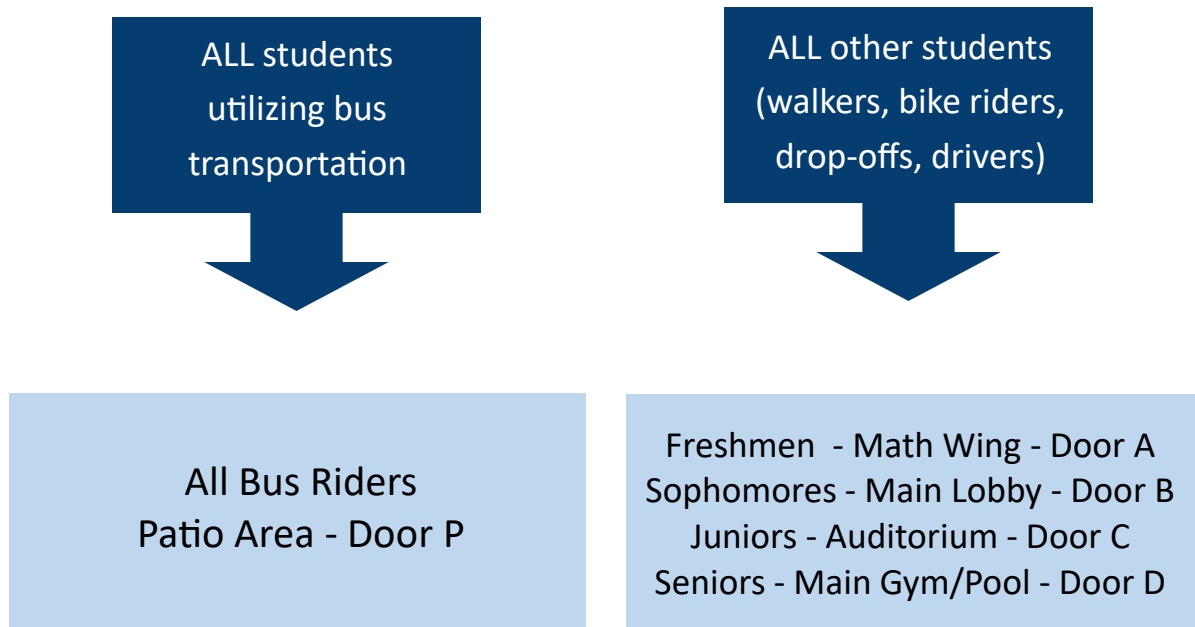 ALL students
utilizing bus
transportation
ALL other students
(walkers, bike riders,
drop-offs, drivers)
All Bus Riders
Patio Area - Door P
Freshmen - Math Wing - Door A
Sophomores - Main Lobby - Door B
Juniors - Auditorium - Door C
Seniors - Main Gym/Pool - Door D